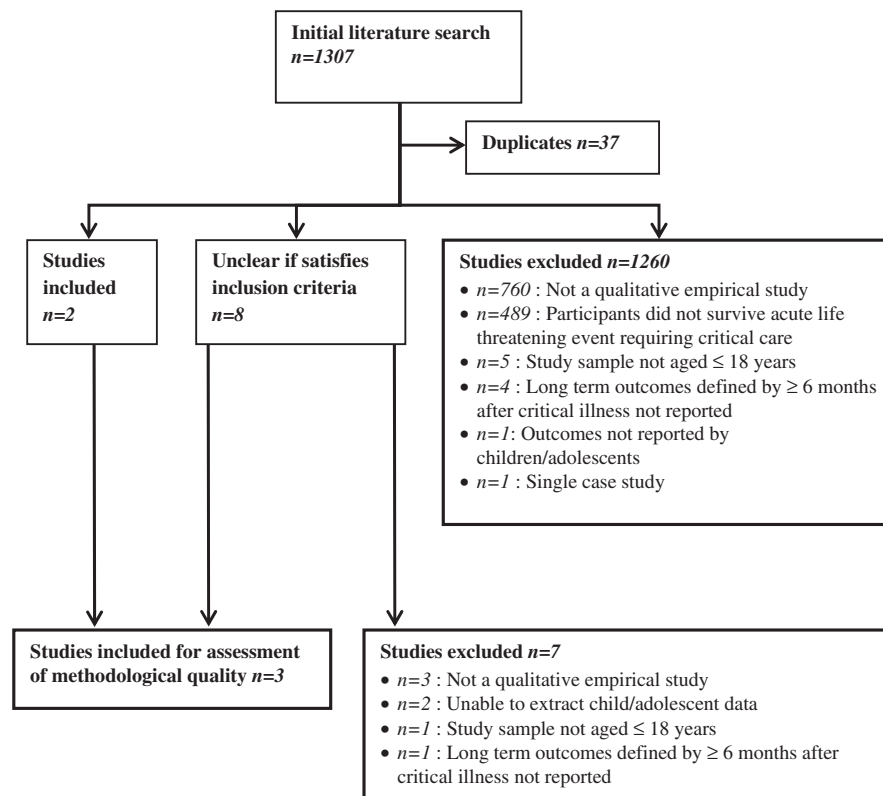 Initial literature search
n=1307
Duplicates n=37
Studies
included
n=2
Unclear if satisfies
inclusion criteria
n=8
Studies excluded n=1260
• n=760 : Not a qualitative empirical study
• n=489 : Participants did not survive acute life
threatening event requiring critical care
• n=5 : Study sample not aged ≤ 18 years
• n=4 : Long term outcomes defined by ≥ 6 months
after critical illness not reported
• n=1: Outcomes not reported by
children/adolescents
• n=1 : Single case study
Studies included for assessment
of methodological quality n=3
Studies excluded n=7
• n=3 : Not a qualitative empirical study
• n=2 : Unable to extract child/adolescent data
• n=1 : Study sample not aged ≤ 18 years
• n=1 : Long term outcomes defined by ≥ 6 months after
critical illness not reported